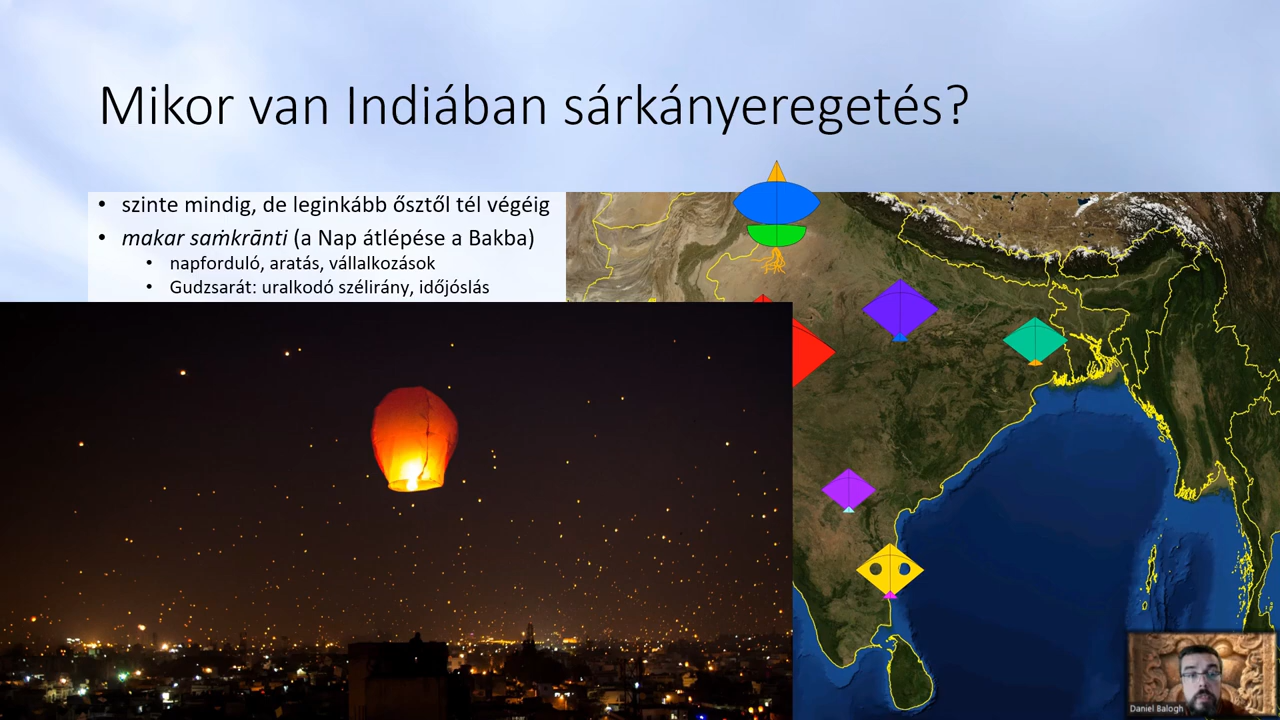 Mikor van Indiában sárkányeregetés?
• szinte mindig, de leginkább ősztől tél végéig
• makar saṁkrānti (a Nap átlépése a Bakba)
• napforduló, aratás, vállalkozások
• Gudzsarát: uralkodó szélirány, időjóslás
Daniel Balogh